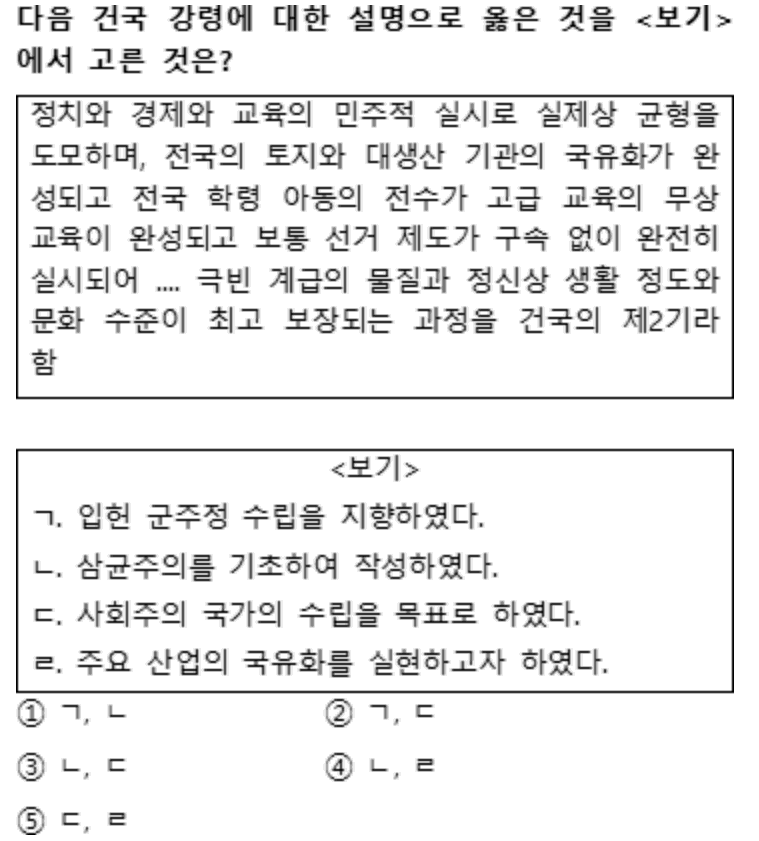 다음 건국 강령에 대한 설명으로 옳은 것을 <보기>
에서 고른 것은?
정치와 경제와 교육의 민주적 실시로 실제상 균형을
도모하며, 전국의 토지와 대생산 기관의 국유화가 완
성되고 전국 학령 아동의 전수가 고급 교육의 무상
교육이 완성되고 보통 선거 제도가 구속 없이 완전히
실시되어 .... 극빈 계급의 물질과 정신상 생활 정도와
문화 수준이 최고 보장되는 과정을 건국의 제2기라
함
<보기>
ㄱ. 입헌 군주정 수립을 지향하였다.
ㄴ. 삼균주의를 기초하여 작성하였다.
ㄷ. 사회주의 국가의 수립을 목표로 하였다.
ㄹ. 주요 산업의 국유화를 실현하고자 하였다.
① ㄱ, ㄴ ② ㄱ, ㄷ
③ ㄴ, ㄷ ④ ㄴ, ㄹ
⑤ ㄷ, ㄹ